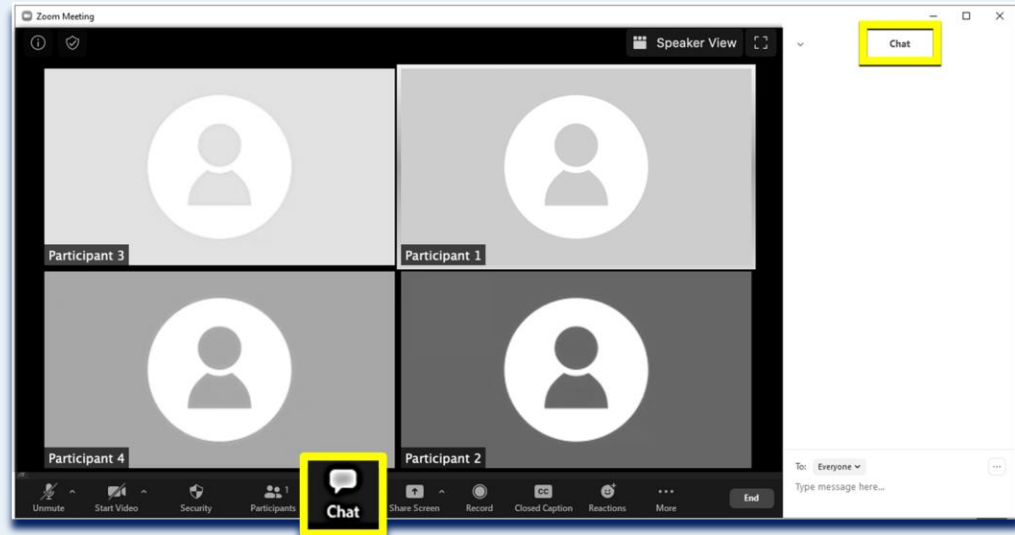 Zoom Meeting
Speaker View
Chat
Participant 3
Participant 1
Participant 4
Participant 2
To: Everyone
Type message here...
Unmute
Start Video
Security
Participants
1
Chat
Share Screen
Record
CC
Closed Caption
Reactions
More
End